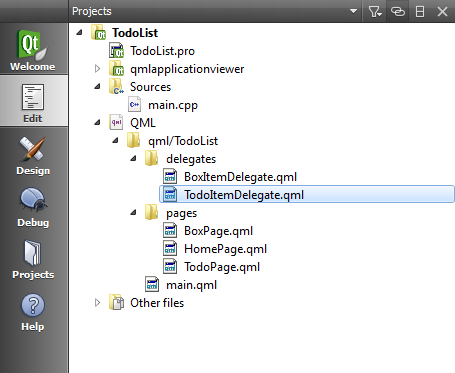 Projects
Qt
Welcome
Edit
Design
Debug
Projects
Help
TodoList
TodoList.pro
qmlapplicationviewer
Sources
main.cpp
QML
qml/TodoList
delegates
BoxItemDelegate.qml
TodoItemDelegate.qml
pages
BoxPage.qml
HomePage.qml
TodoPage.qml
main.qml
Other files